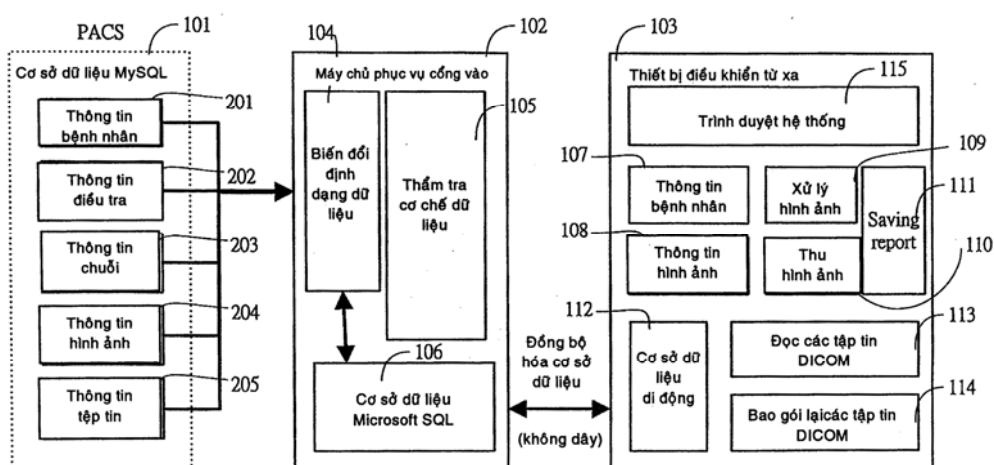 PACS
101
Cơ sở dữ liệu MySQL
201
Thông tin
bệnh nhân
202
Thông tin
điều tra
203
Thông tin
chuỗi
204
Thông tin
hình ảnh
205
Thông tin
tệp tin
102
Máy chủ phục vụ cổng vào
104
Biến đổi
định
dạng dữ
liệu
105
Thẩm tra
cơ chế dữ
liệu
106
Cơ sở dữ liệu
Microsoft SQL
Đồng bộ
hóa cơ sở
dữ liệu
(không dây)
103
Thiết bị điều khiển từ xa
115
Trình duyệt hệ thống
107
Thông tin
bệnh nhân
109
Xử lý
hình ảnh
111
Saving
report
108
Thông tin
hình ảnh
110
Thu
hình ảnh
112
Cơ sở dữ
liệu
di động
113
Đọc các tập tin
DICOM
114
Bao gói lạicác tập tin
DICOM